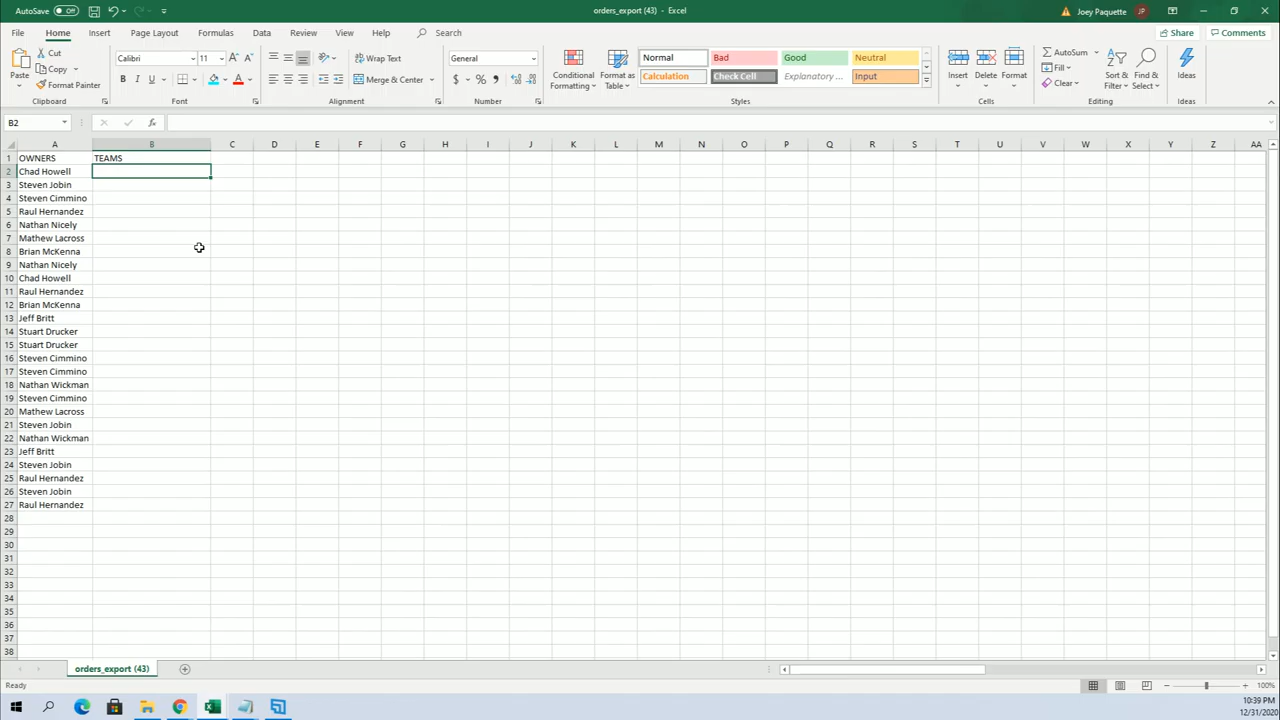 AutoSave Off orders_export (43) - Excel Joey Paquette JP
File Home Insert Page Layout Formulas Data Review View Help Search Share Comments
Paste Cut Copy Format Painter Clipboard
Calibri 11 A A B I U A Font
Wrap Text Merge & Center Alignment
General $ % Number
Conditional Formatting Format as Table
Normal Bad Good Neutral
Calculation Check Cell Explanatory ... Input
Styles
Insert Delete Format Cells
AutoSum Fill Clear Sort & Filter Find & Select Editing
Ideas Ideas
B2 fx
A B C D E F G H I J K L M N O P Q R S T U V W X Y Z AA
1 OWNERS TEAMS
2 Chad Howell
3 Steven Jobin
4 Steven Cimmino
5 Raul Hernandez
6 Nathan Nicely
7 Mathew Lacross
8 Brian McKenna
9 Nathan Nicely
10 Chad Howell
11 Raul Hernandez
12 Brian McKenna
13 Jeff Britt
14 Stuart Drucker
15 Stuart Drucker
16 Steven Cimmino
17 Steven Cimmino
18 Nathan Wickman
19 Steven Cimmino
20 Mathew Lacross
21 Steven Jobin
22 Nathan Wickman
23 Jeff Britt
24 Steven Jobin
25 Raul Hernandez
26 Steven Jobin
27 Raul Hernandez
28
29
30
31
32
33
34
35
36
37
38
orders_export (43)
Ready 100%
10:39 PM
12/31/2020